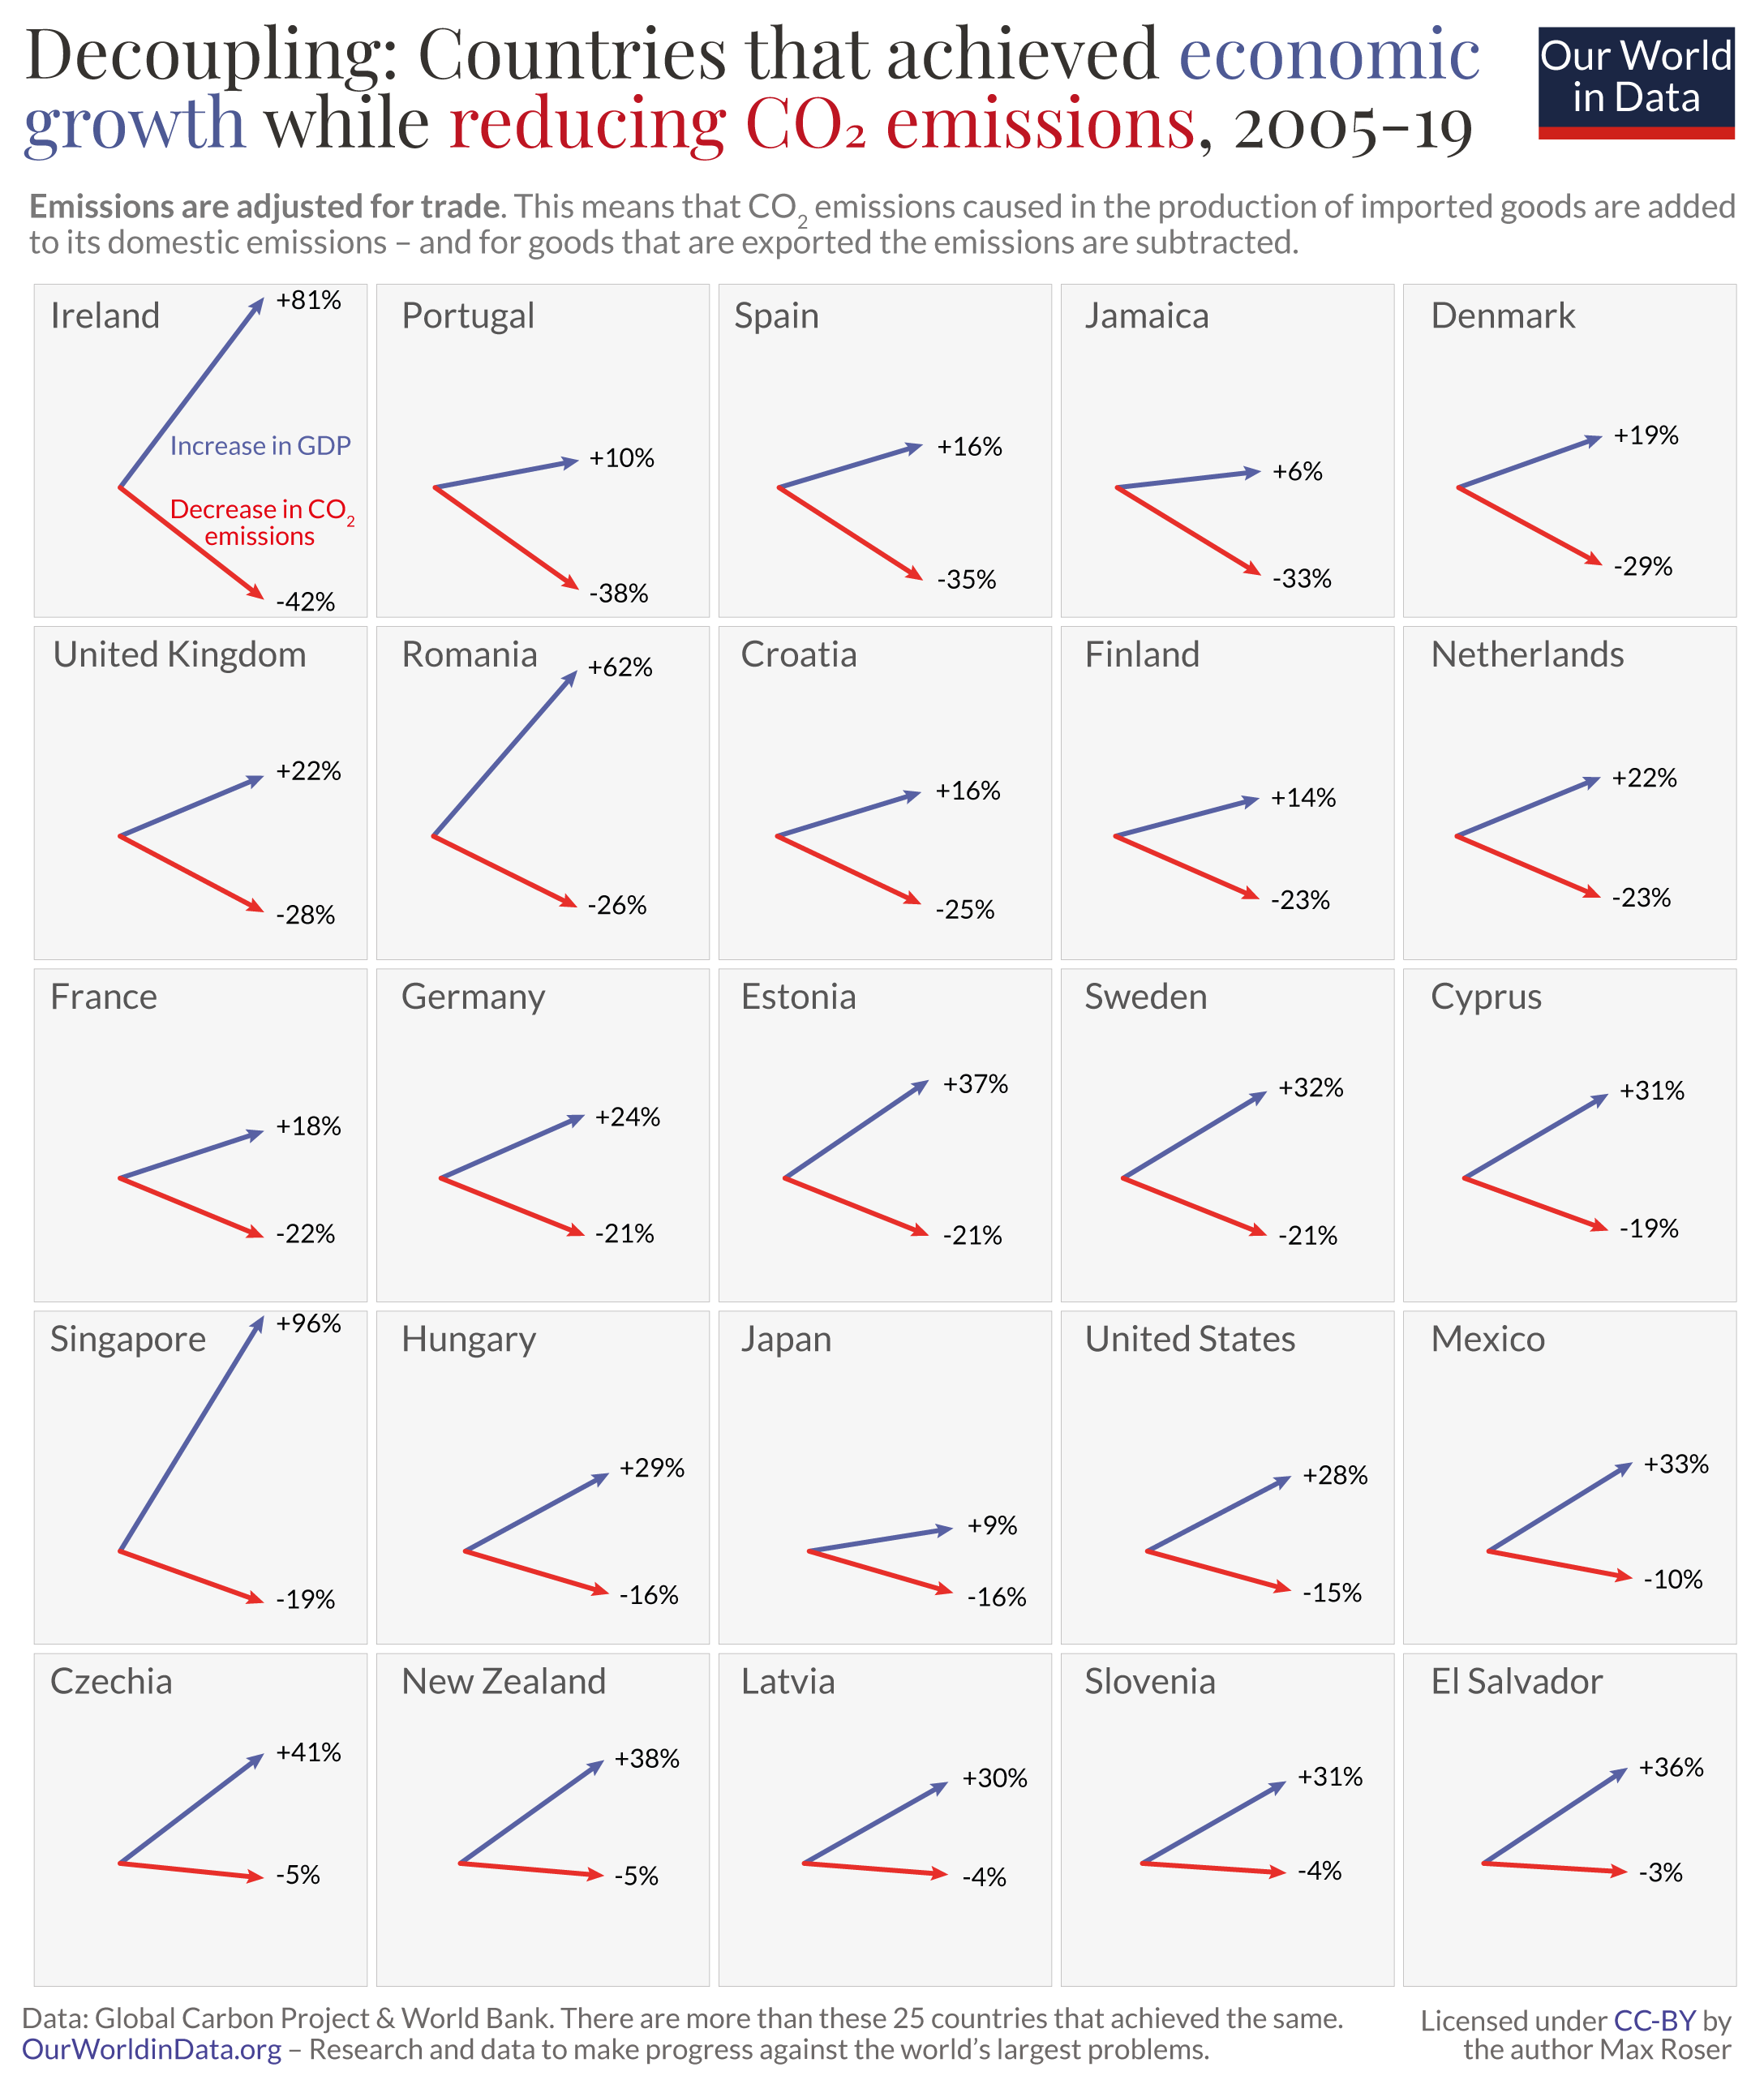 Decoupling: Countries that achieved economic
growth while reducing CO₂ emissions, 2005-19
Our World
in Data
Emissions are adjusted for trade. This means that CO₂ emissions caused in the production of imported goods are added
to its domestic emissions – and for goods that are exported the emissions are subtracted.
Ireland
+81%
Increase in GDP
Decrease in CO₂
emissions
-42%
Portugal
+10%
-38%
Spain
+16%
-35%
Jamaica
+6%
-33%
Denmark
+19%
-29%
United Kingdom
+22%
-28%
Romania
+62%
-26%
Croatia
+16%
-25%
Finland
+14%
-23%
Netherlands
+22%
-23%
France
+18%
-22%
Germany
+24%
-21%
Estonia
+37%
-21%
Sweden
+32%
-21%
Cyprus
+31%
-19%
Singapore
+96%
-19%
Hungary
+29%
-16%
Japan
+9%
-16%
United States
+28%
-15%
Mexico
+33%
-10%
Czechia
+41%
-5%
New Zealand
+38%
-5%
Latvia
+30%
-4%
Slovenia
+31%
-4%
El Salvador
+36%
-3%
Data: Global Carbon Project & World Bank. There are more than these 25 countries that achieved the same.
OurWorldinData.org – Research and data to make progress against the world's largest problems.
Licensed under CC-BY by
the author Max Roser